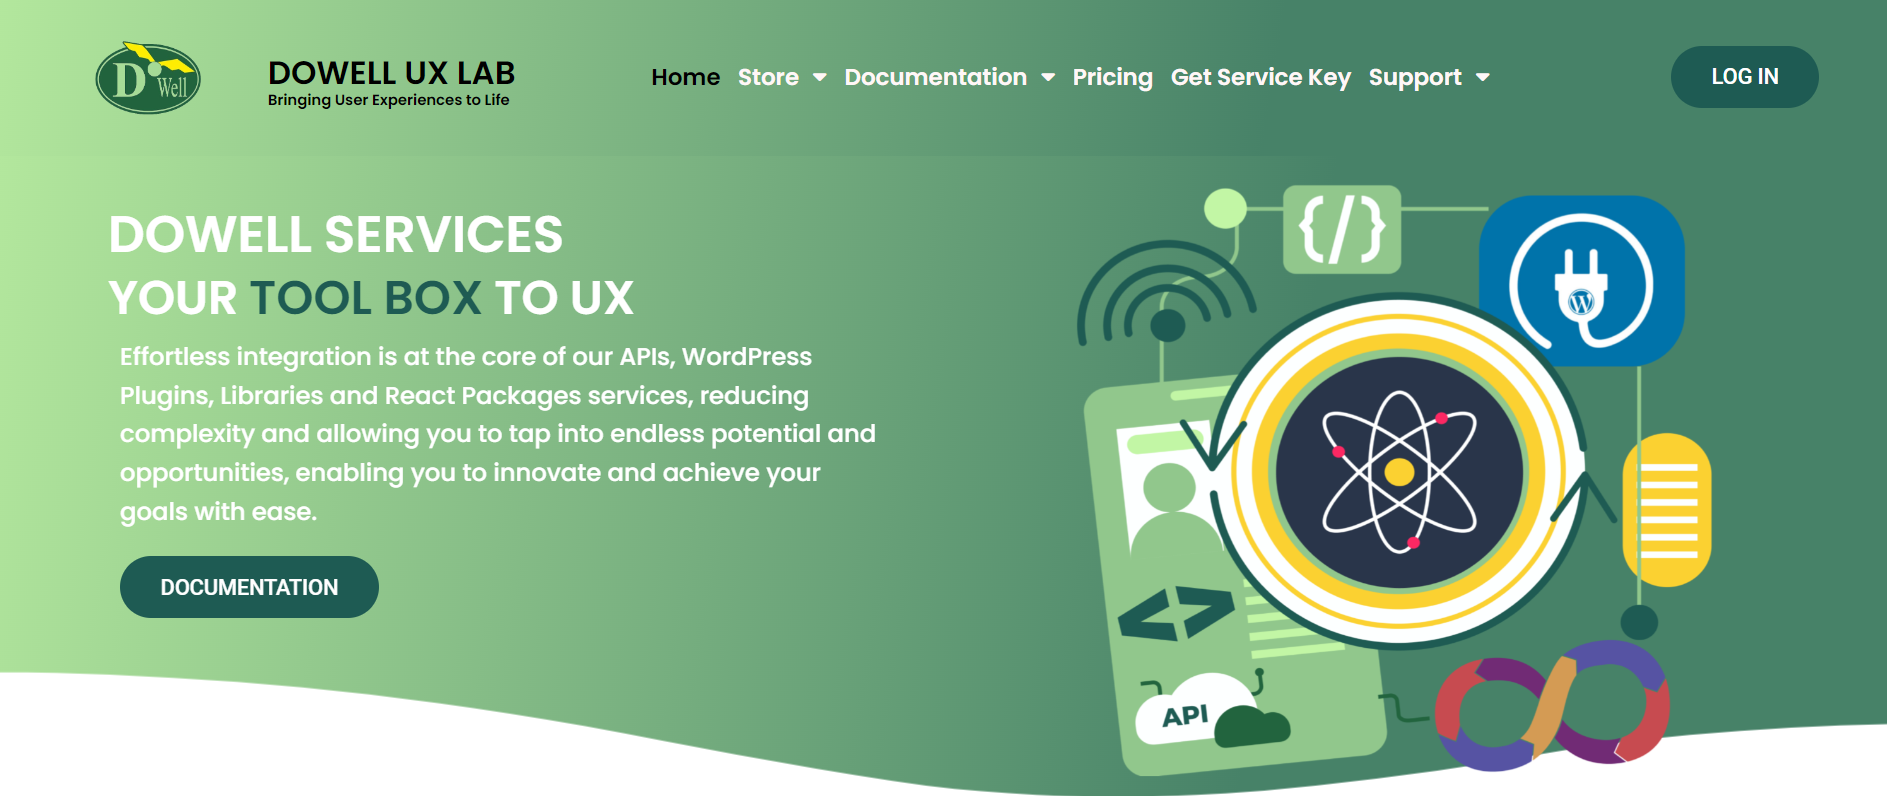 D Well
DOWELL UX LAB
Bringing User Experiences to Life
Home Store Documentation Pricing Get Service Key Support
LOG IN
DOWELL SERVICES
YOUR TOOL BOX TO UX
Effortless integration is at the core of our APIs, WordPress
Plugins, Libraries and React Packages services, reducing
complexity and allowing you to tap into endless potential and
opportunities, enabling you to innovate and achieve your
goals with ease.
DOCUMENTATION
{/}
W
<>
API